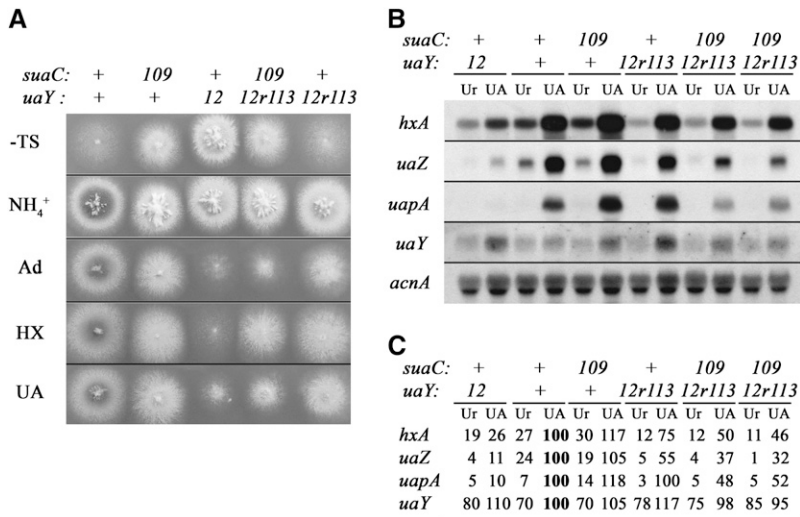 A
suaC: + 109 + 109 +
uaY : + + 12 12r113 12r113
-TS
NH₄⁺
Ad
HX
UA
B
suaC: + + 109 + 109 109
uaY: 12 + + 12r113 12r113 12r113
Ur UA Ur UA Ur UA Ur UA Ur UA Ur UA
hxA
uaZ
uapA
uaY
acnA
C
suaC: + + 109 + 109 109
uaY: 12 + + 12r113 12r113 12r113
Ur UA Ur UA Ur UA Ur UA Ur UA Ur UA
hxA 19 26 27 100 30 117 12 75 12 50 11 46
uaZ 4 11 24 100 19 105 5 55 4 37 1 32
uapA 5 10 7 100 14 118 3 100 5 48 5 52
uaY 80 110 70 100 70 105 78 117 75 98 85 95